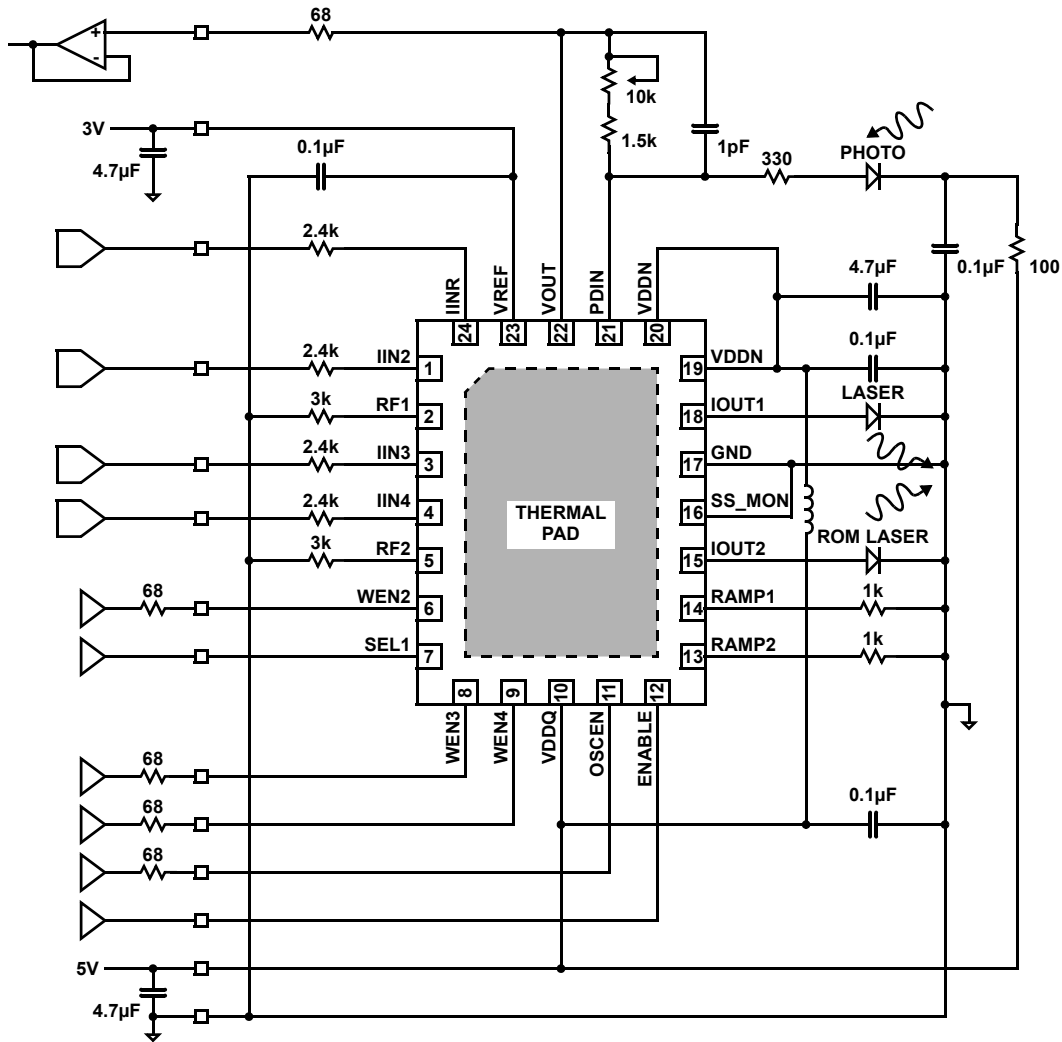 68
+
-
10k
1.5k
1pF
3V
4.7µF
0.1µF
330
PHOTO
0.1µF
100
2.4k
IINR
VREF
VOUT
PDIN
VDDN
24
23
22
21
20
4.7µF
0.1µF
2.4k
IIN2
1
3k
RF1
2
2.4k
IIN3
3
2.4k
IIN4
4
3k
RF2
5
68
WEN2
6
SEL1
7
THERMAL
PAD
19
VDDN
18
IOUT1
LASER
17
GND
16
SS_MON
ROM LASER
15
IOUT2
14
RAMP1
1k
13
RAMP2
1k
8
9
10
11
12
WEN3
WEN4
VDDQ
OSCEN
ENABLE
68
68
68
0.1µF
5V
4.7µF